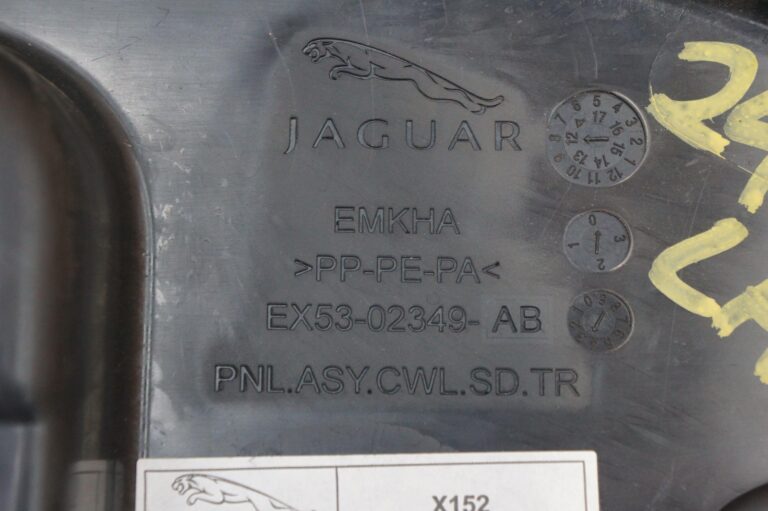 JAGUAR
EMKHA
>PP-PE-PA<
EX53-02349- AB
PNL.ASY.CWL.SD.TR
X152